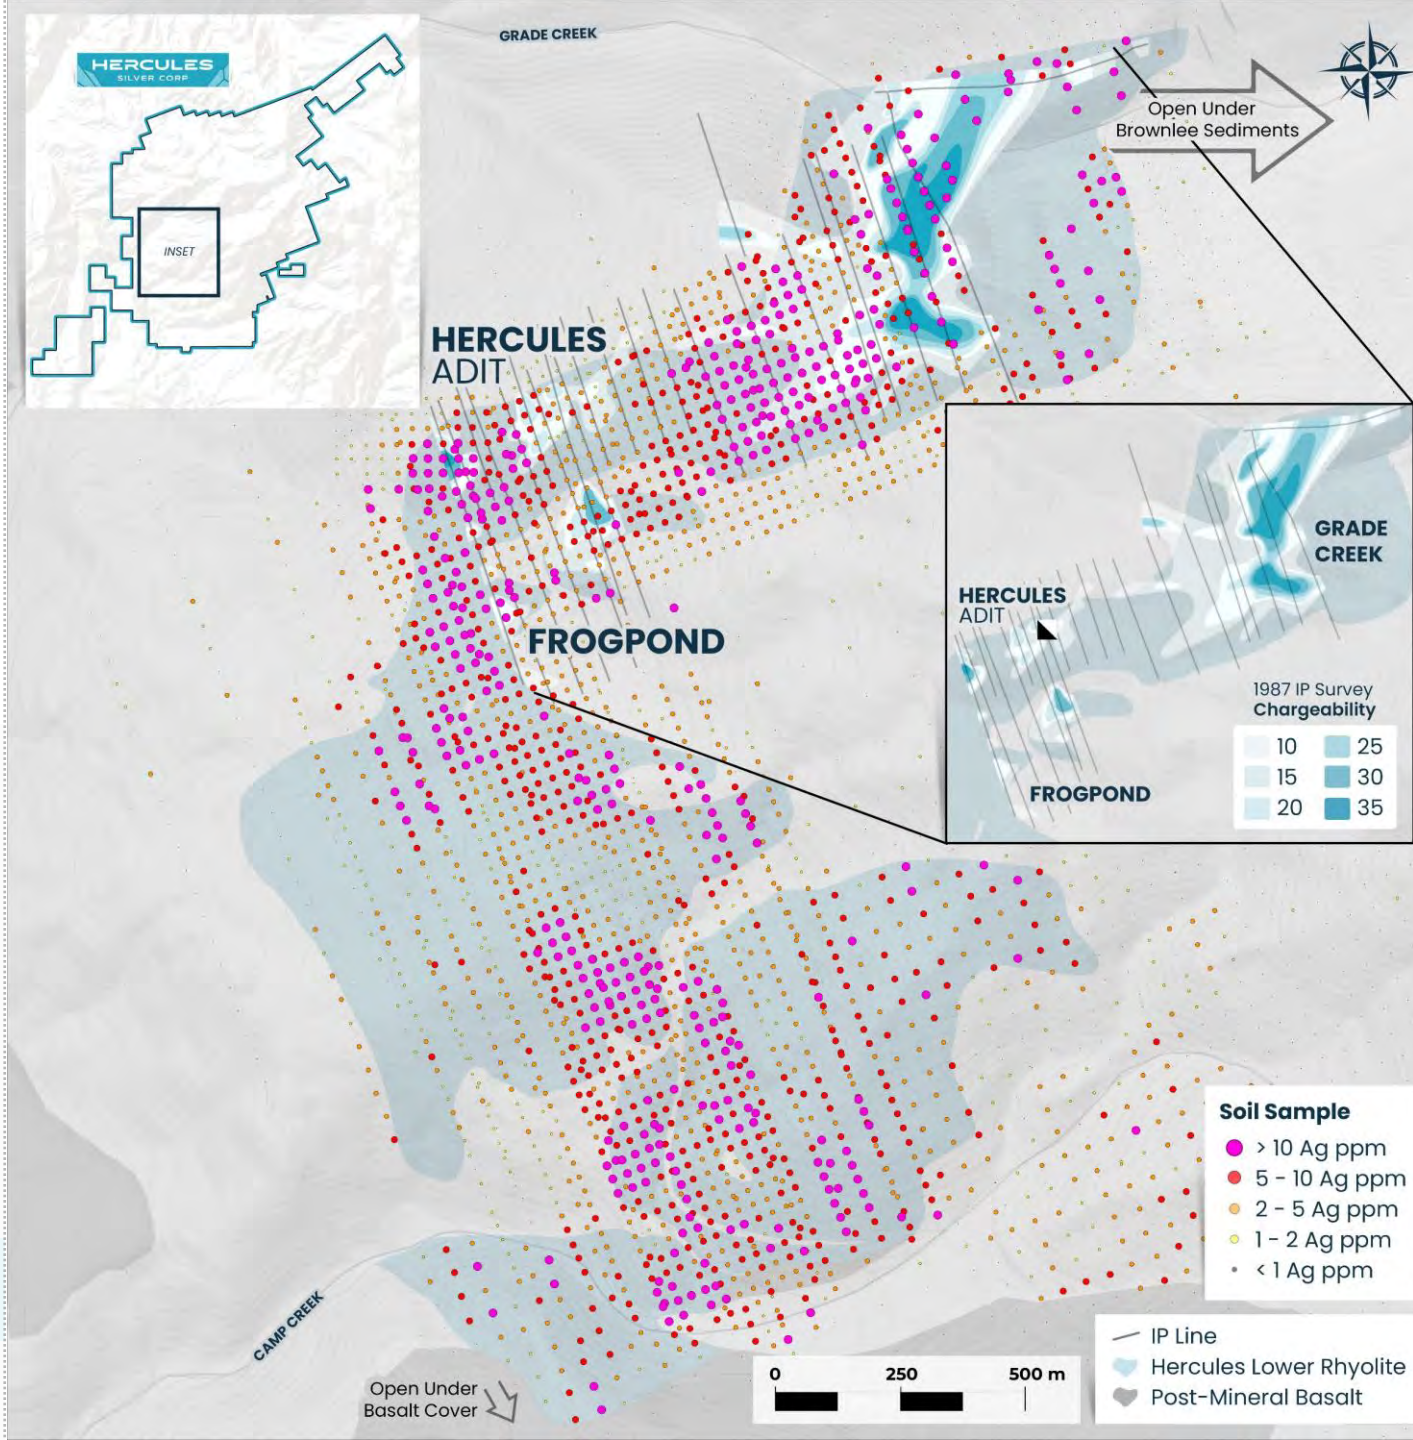 HERCULES
SILVER CORP
INSET
GRADE CREEK
Open Under
Brownlee Sediments
HERCULES
ADIT
FROGPOND
GRADE
CREEK
HERCULES
ADIT
1987 IP Survey
Chargeability
10
25
15
30
20
35
FROGPOND
Soil Sample
> 10 Ag ppm
5 - 10 Ag ppm
2 - 5 Ag ppm
1 - 2 Ag ppm
< 1 Ag ppm
IP Line
Hercules Lower Rhyolite
Post-Mineral Basalt
CAMP CREEK
Open Under
Basalt Cover
0 250 500 m